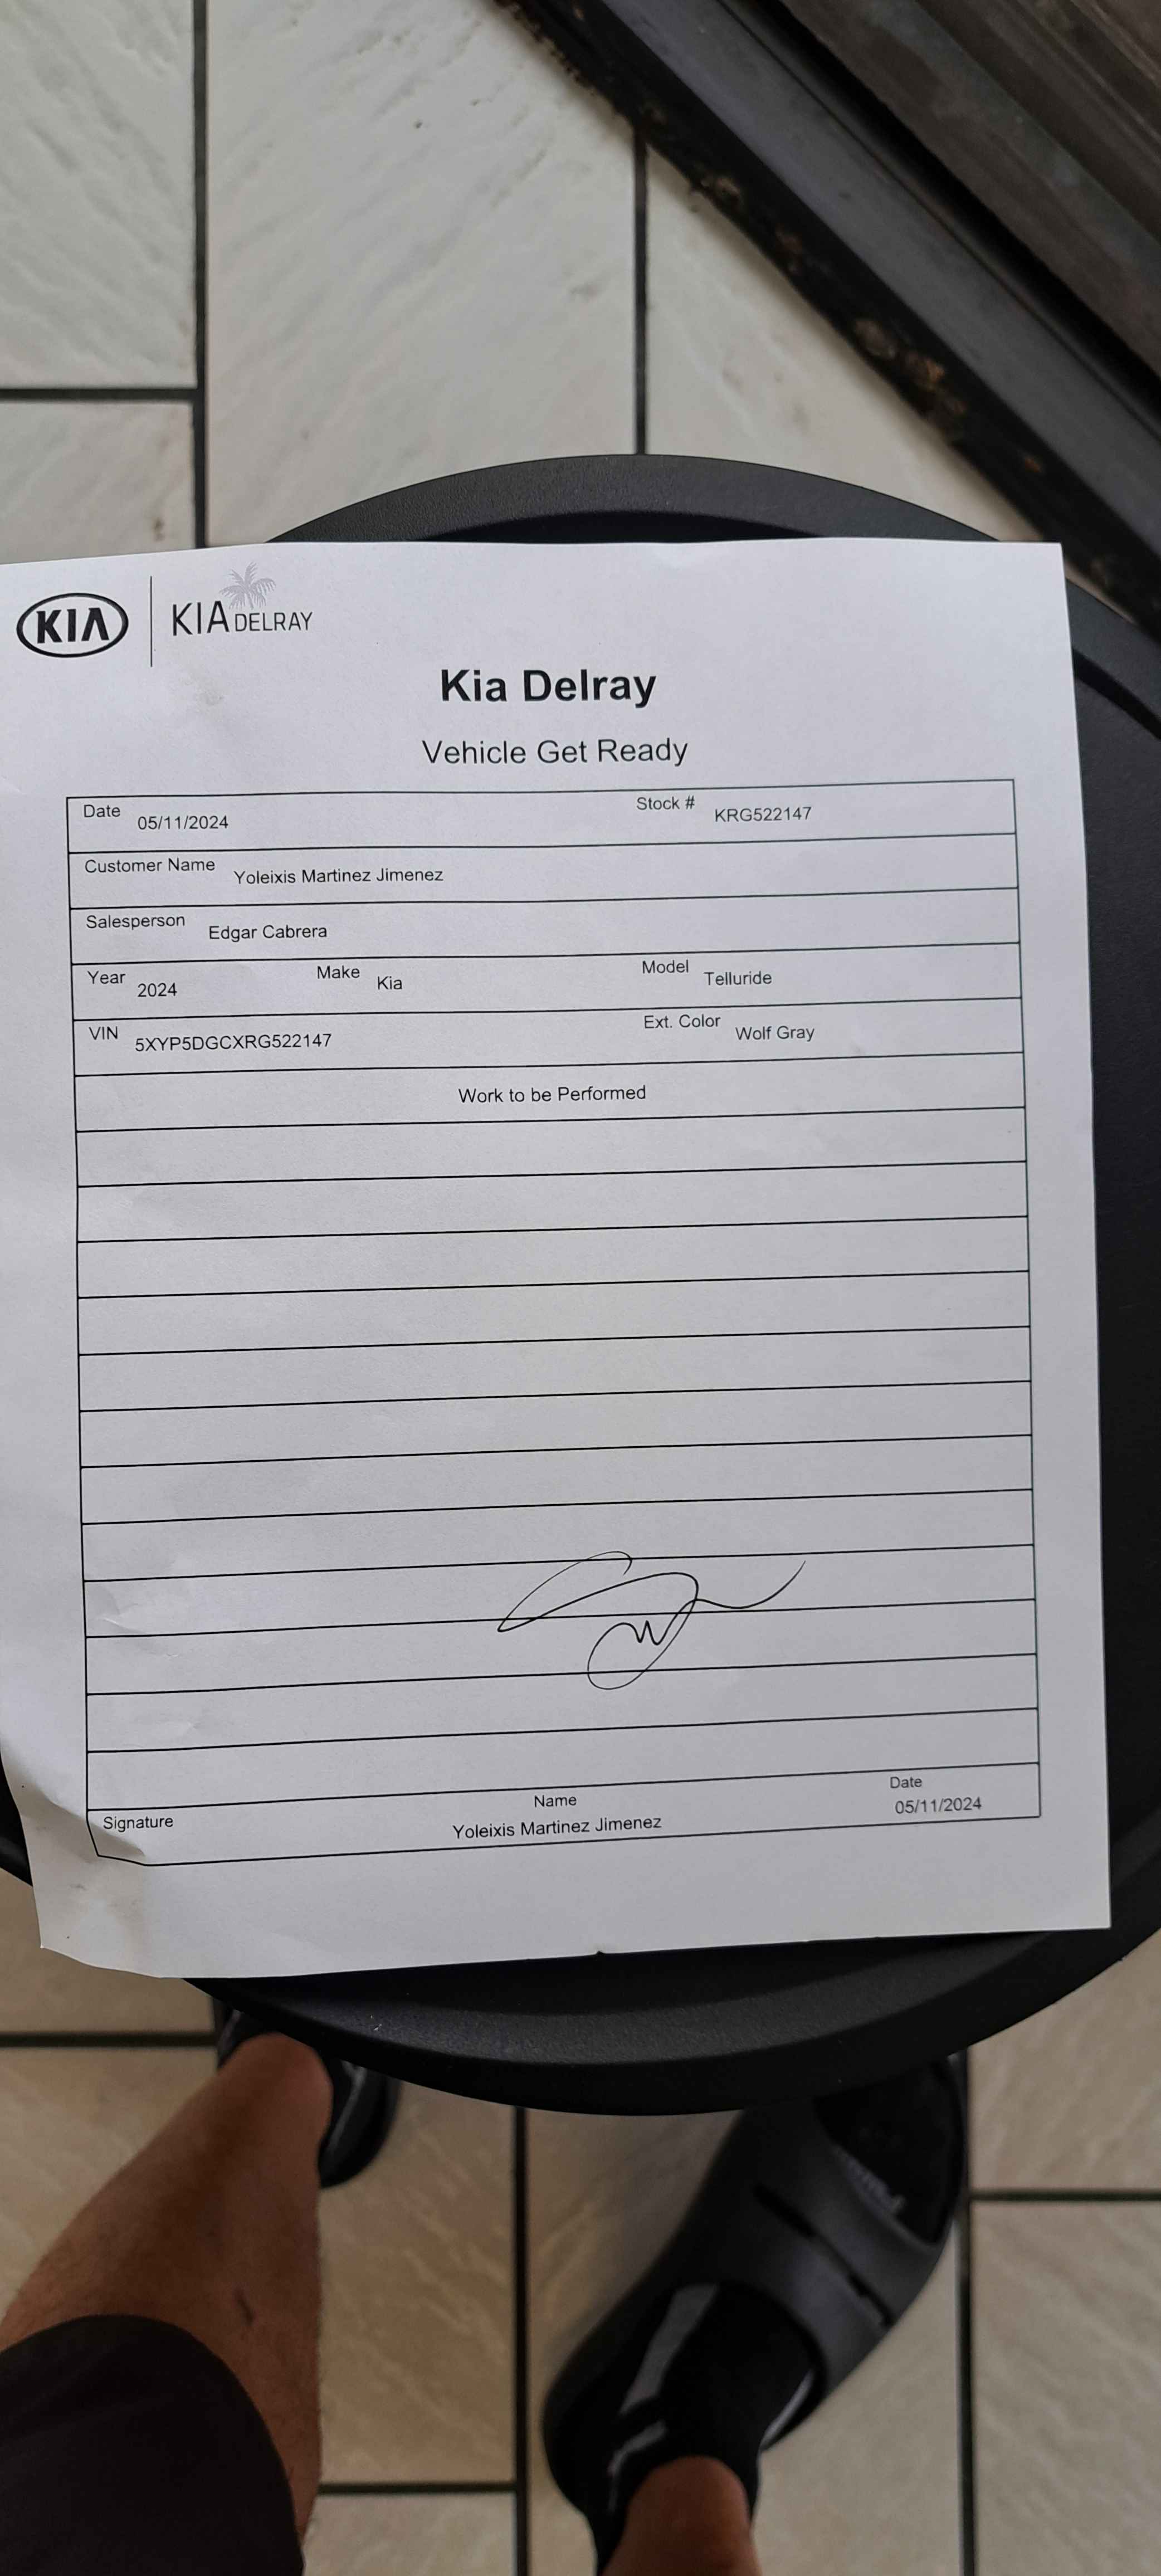 KIA KIA DELRAY
Kia Delray
Vehicle Get Ready
Date 05/11/2024 Stock # KRG522147
Customer Name Yoleixis Martinez Jimenez
Salesperson Edgar Cabrera
Year 2024 Make Kia Model Telluride
VIN 5XYP5DGCXRG522147 Ext. Color Wolf Gray
Work to be Performed
Signature Name Date
Yoleixis Martinez Jimenez 05/11/2024